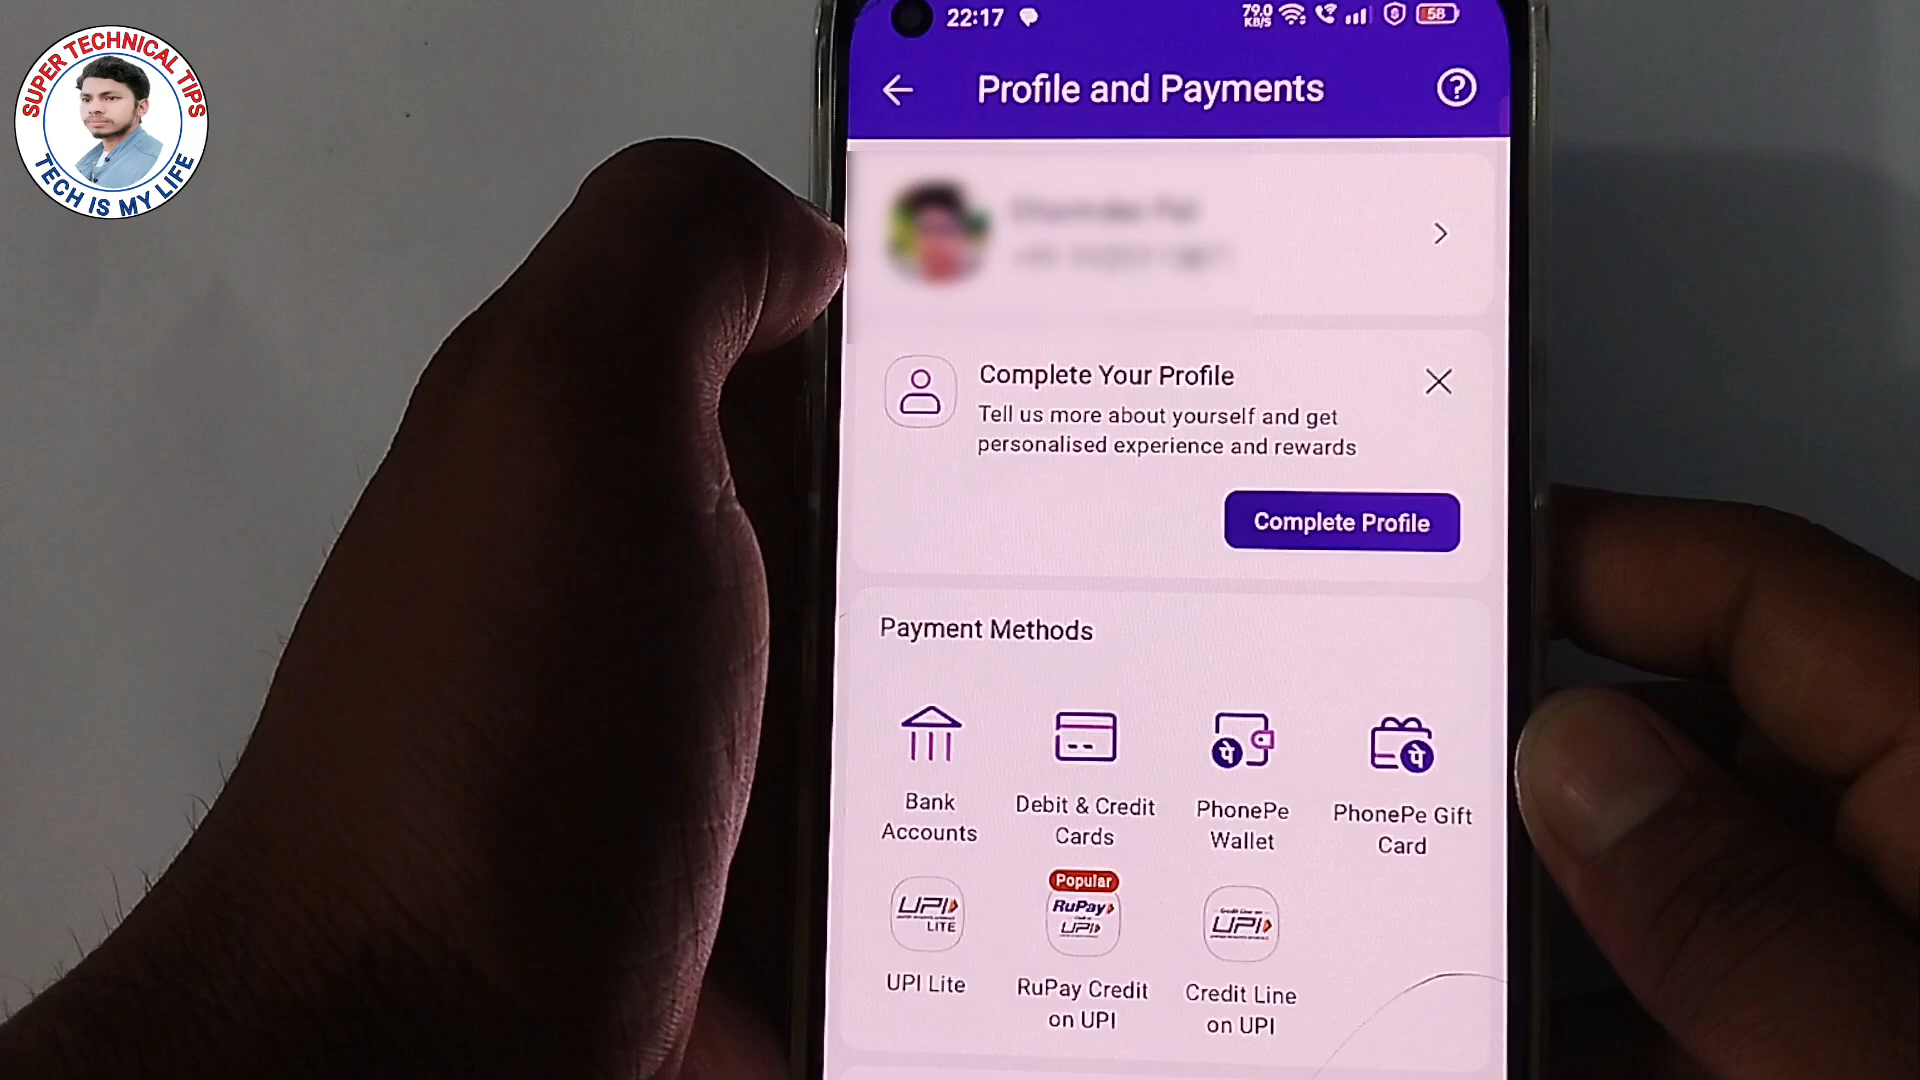 SUPER TECHNICAL TIPS
TECH IS MY LIFE
22:17
79.0
KB/S
58
Profile and Payments
Complete Your Profile
Tell us more about yourself and get
personalised experience and rewards
Complete Profile
Payment Methods
पे
पे
Bank
Accounts
Debit & Credit
Cards
PhonePe
Wallet
PhonePe Gift
Card
UPI
LITE
Popular
RuPay
UPI
Credit Line on
UPI
UPI Lite
RuPay Credit
on UPI
Credit Line
on UPI